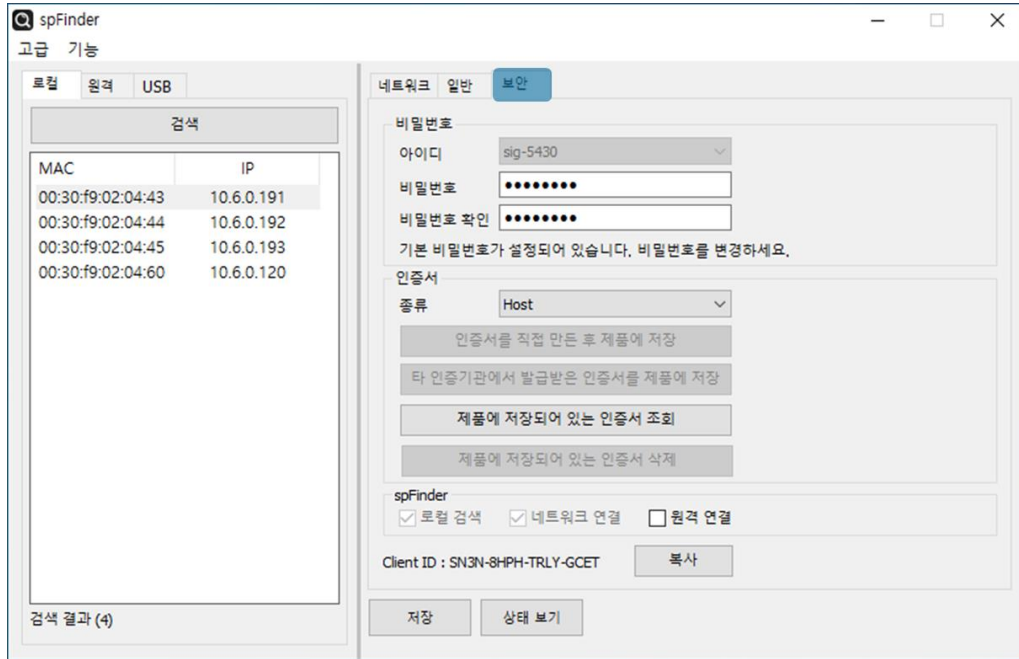 spFinder
고급 기능
로컬 원격 USB
검색
MAC IP
00:30:f9:02:04:43 10.6.0.191
00:30:f9:02:04:44 10.6.0.192
00:30:f9:02:04:45 10.6.0.193
00:30:f9:02:04:60 10.6.0.120
검색 결과 (4)
네트워크 일반 보안
비밀번호
아이디 sig-5430
비밀번호 ••••••••
비밀번호 확인 ••••••••
기본 비밀번호가 설정되어 있습니다. 비밀번호를 변경하세요.
인증서
종류 Host
인증서를 직접 만든 후 제품에 저장
타 인증기관에서 발급받은 인증서를 제품에 저장
제품에 저장되어 있는 인증서 조회
제품에 저장되어 있는 인증서 삭제
spFinder
로컬 검색 네트워크 연결 원격 연결
Client ID : SN3N-8HPH-TRLY-GCET 복사
저장 상태 보기